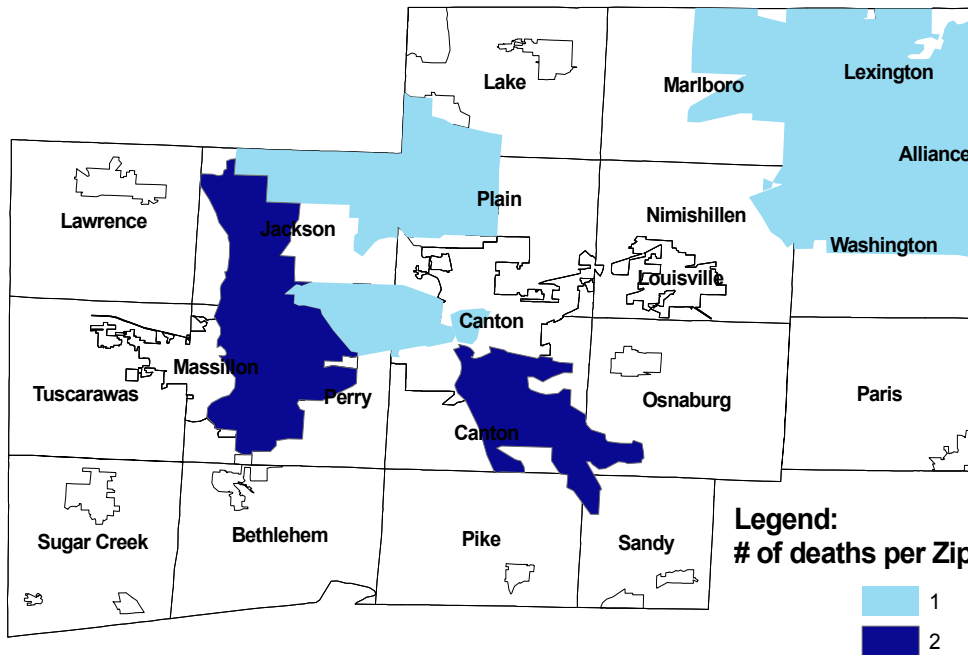 Lake
Marlboro
Lexington
Alliance
Lawrence
Jackson
Plain
Nimishillen
Washington
Louisville
Canton
Massillon
Tuscarawas
Perry
Osnaburg
Paris
Canton
Sugar Creek
Bethlehem
Pike
Sandy
Legend:
# of deaths per Zip
1
2